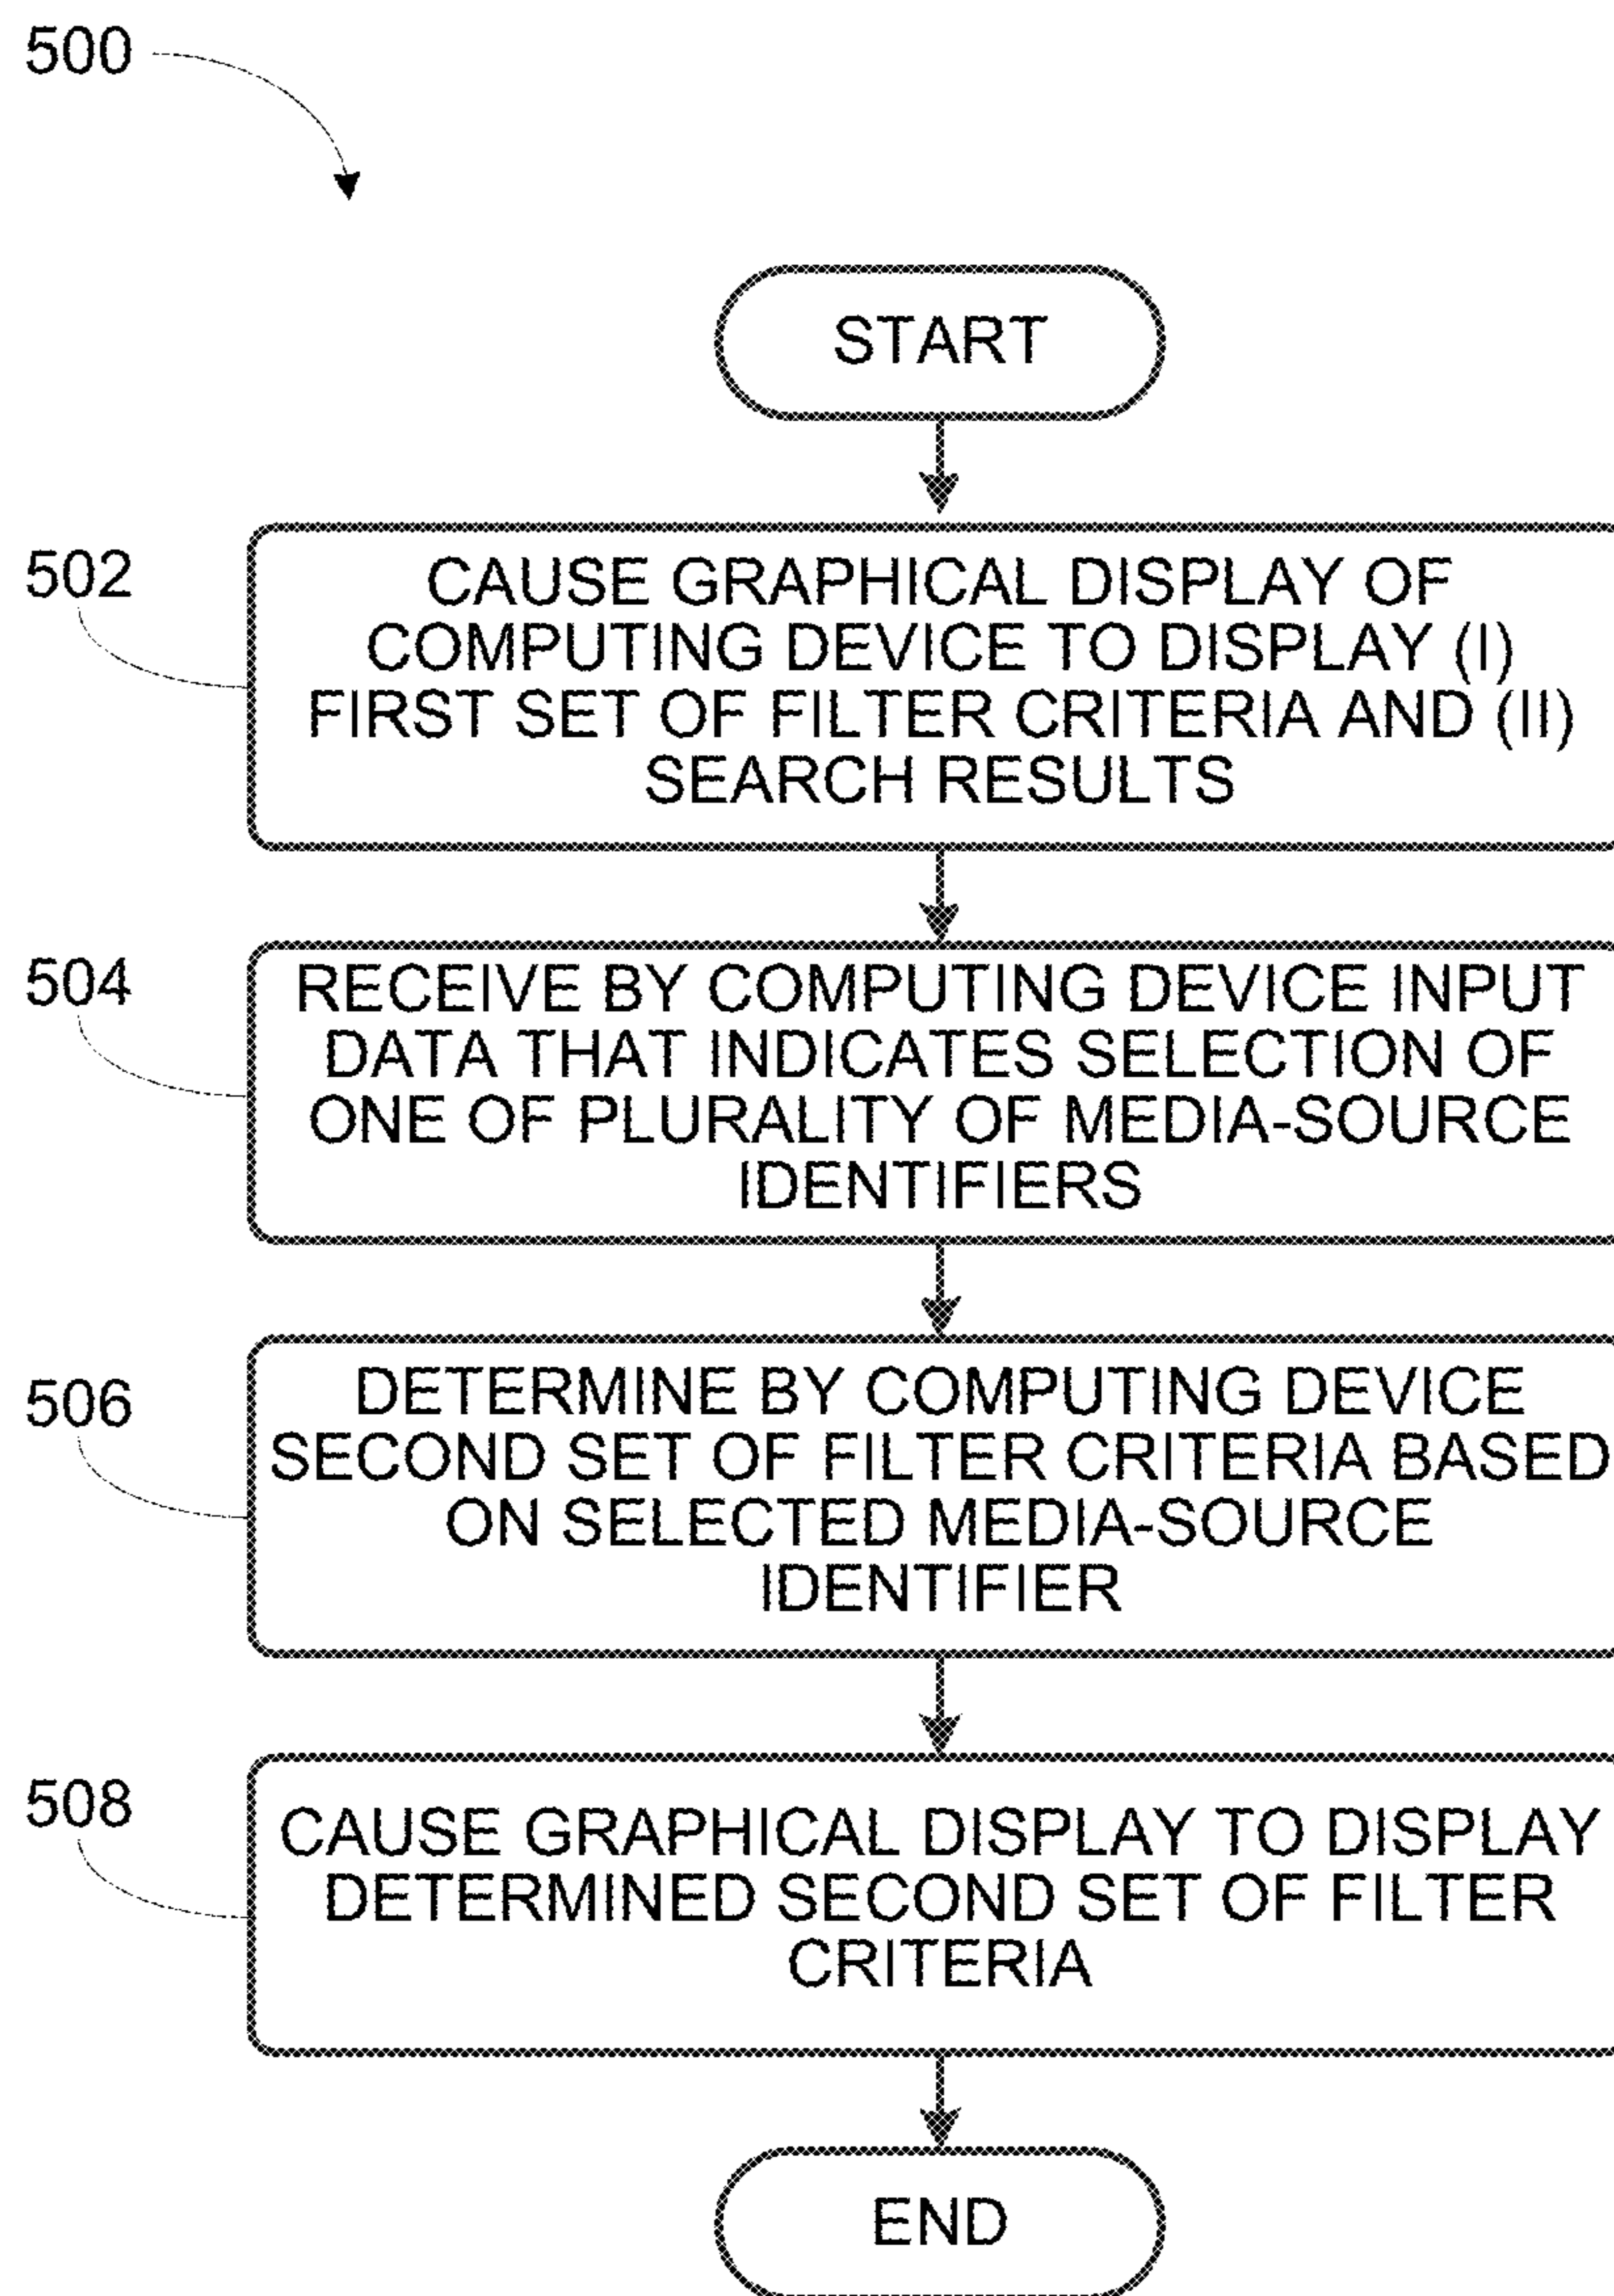 500
START
502
CAUSE GRAPHICAL DISPLAY OF
COMPUTING DEVICE TO DISPLAY (I)
FIRST SET OF FILTER CRITERIA AND (II)
SEARCH RESULTS
504
RECEIVE BY COMPUTING DEVICE INPUT
DATA THAT INDICATES SELECTION OF
ONE OF PLURALITY OF MEDIA-SOURCE
IDENTIFIERS
506
DETERMINE BY COMPUTING DEVICE
SECOND SET OF FILTER CRITERIA BASED
ON SELECTED MEDIA-SOURCE
IDENTIFIER
508
CAUSE GRAPHICAL DISPLAY TO DISPLAY
DETERMINED SECOND SET OF FILTER
CRITERIA
END